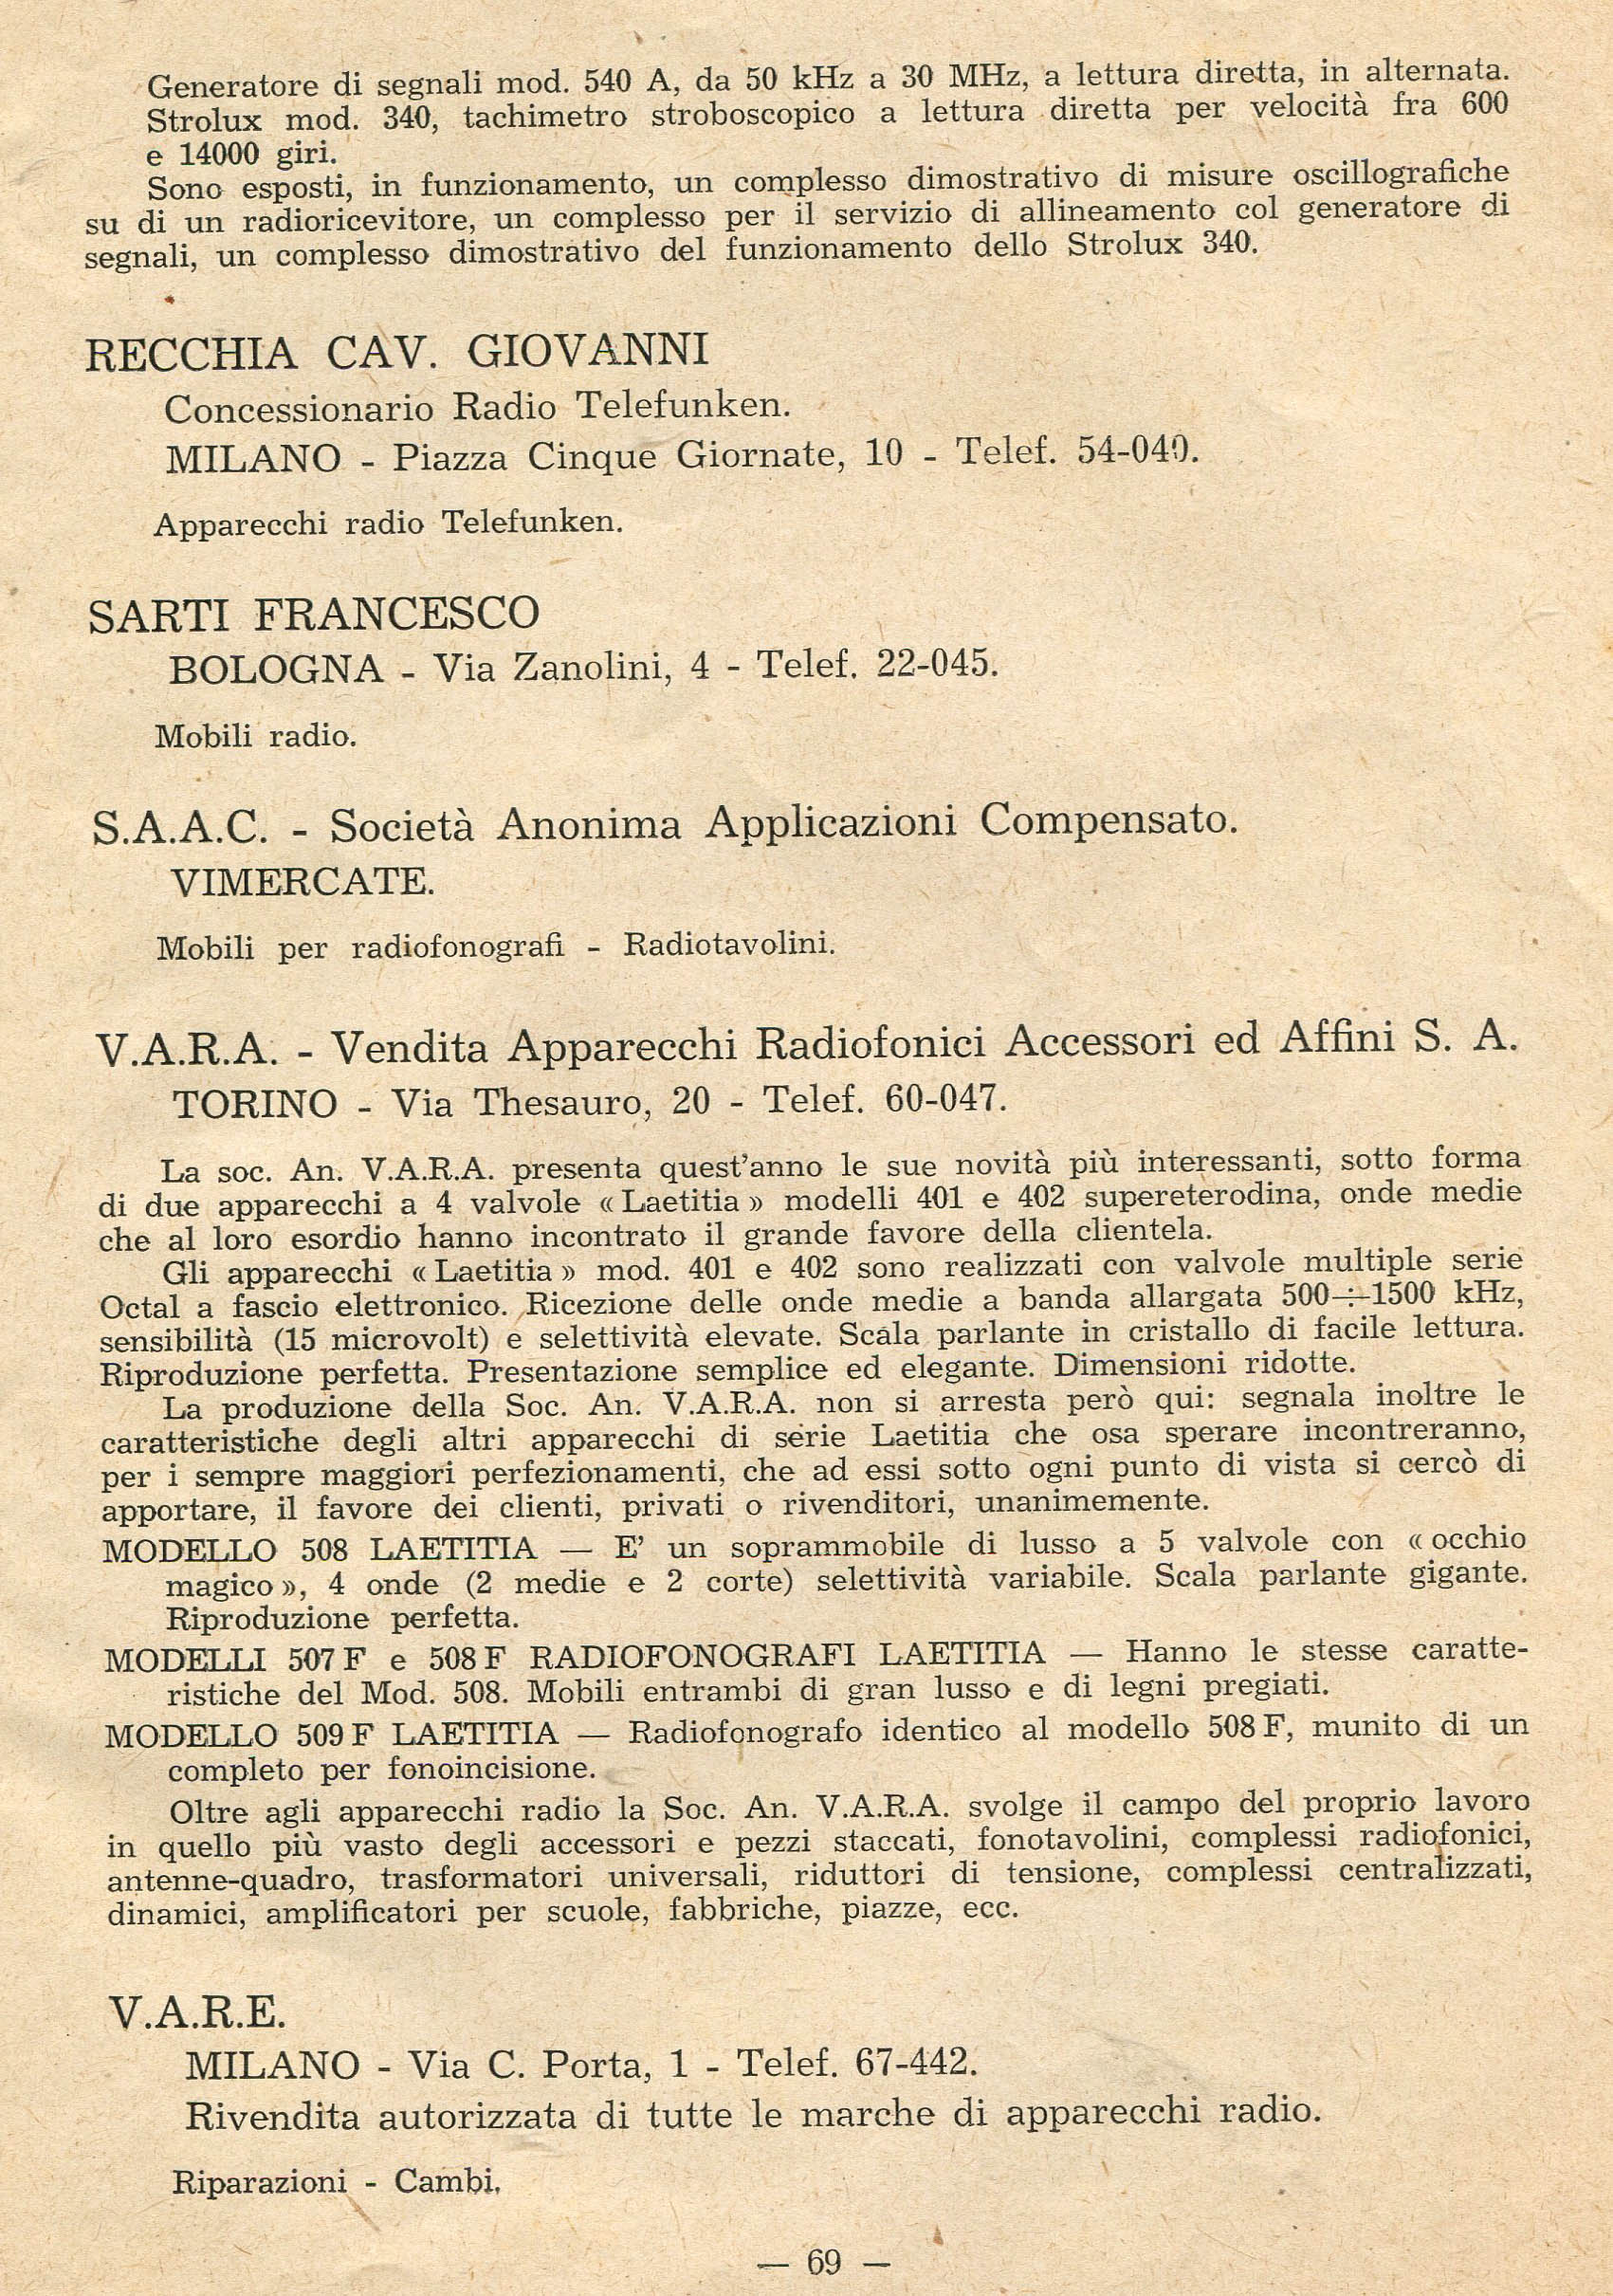 Generatore di segnali mod. 540 A, da 50 kHz a 30 MHz, a lettura diretta, in alternata.
Strolux mod. 340, tachimetro stroboscopico a lettura diretta per velocità fra 600
e 14000 giri.
Sono esposti, in funzionamento, un complesso dimostrativo di misure oscillografiche
su di un radioricevitore, un complesso per il servizio di allineamento col generatore di
segnali, un complesso dimostrativo del funzionamento dello Strolux 340.
RECCHIA CAV. GIOVANNI
Concessionario Radio Telefunken.
MILANO - Piazza Cinque Giornate, 10 - Telef. 54-040.
Apparecchi radio Telefunken.
SARTI FRANCESCO
BOLOGNA - Via Zanolini, 4 - Telef. 22-045.
Mobili radio.
S.A.A.C. - Società Anonima Applicazioni Compensato.
VIMERCATE.
Mobili per radiofonografi - Radiotavolini.
V.A.R.A. - Vendita Apparecchi Radiofonici Accessori ed Affini S. A.
TORINO - Via Thesauro, 20 - Telef. 60-047.
La soc. An. V.A.R.A. presenta quest'anno le sue novità più interessanti, sotto forma
di due apparecchi a 4 valvole « Laetitia » modelli 401 e 402 supereterodina, onde medie
che al loro esordio hanno incontrato il grande favore della clientela.
Gli apparecchi « Laetitia » mod. 401 e 402 sono realizzati con valvole multiple serie
Octal a fascio elettronico. Ricezione delle onde medie a banda allargata 500÷1500 kHz,
sensibilità (15 microvolt) e selettività elevate. Scala parlante in cristallo di facile lettura.
Riproduzione perfetta. Presentazione semplice ed elegante. Dimensioni ridotte.
La produzione della Soc. An. V.A.R.A. non si arresta però qui: segnala inoltre le
caratteristiche degli altri apparecchi di serie Laetitia che osa sperare incontreranno,
per i sempre maggiori perfezionamenti, che ad essi sotto ogni punto di vista si cercò di
apportare, il favore dei clienti, privati o rivenditori, unanimemente.
MODELLO 508 LAETITIA — E' un soprammobile di lusso a 5 valvole con « occhio
magico », 4 onde (2 medie e 2 corte) selettività variabile. Scala parlante gigante.
Riproduzione perfetta.
MODELLI 507 F e 508 F RADIOFONOGRAFI LAETITIA — Hanno le stesse caratte-
ristiche del Mod. 508. Mobili entrambi di gran lusso e di legni pregiati.
MODELLO 509 F LAETITIA — Radiofonografo identico al modello 508 F, munito di un
completo per fonoincisione.
Oltre agli apparecchi radio la Soc. An. V.A.R.A. svolge il campo del proprio lavoro
in quello più vasto degli accessori e pezzi staccati, fonotavolini, complessi radiofonici,
antenne-quadro, trasformatori universali, riduttori di tensione, complessi centralizzati,
dinamici, amplificatori per scuole, fabbriche, piazze, ecc.
V.A.R.E.
MILANO - Via C. Porta, 1 - Telef. 67-442.
Rivendita autorizzata di tutte le marche di apparecchi radio.
Riparazioni - Cambi.
— 69 —